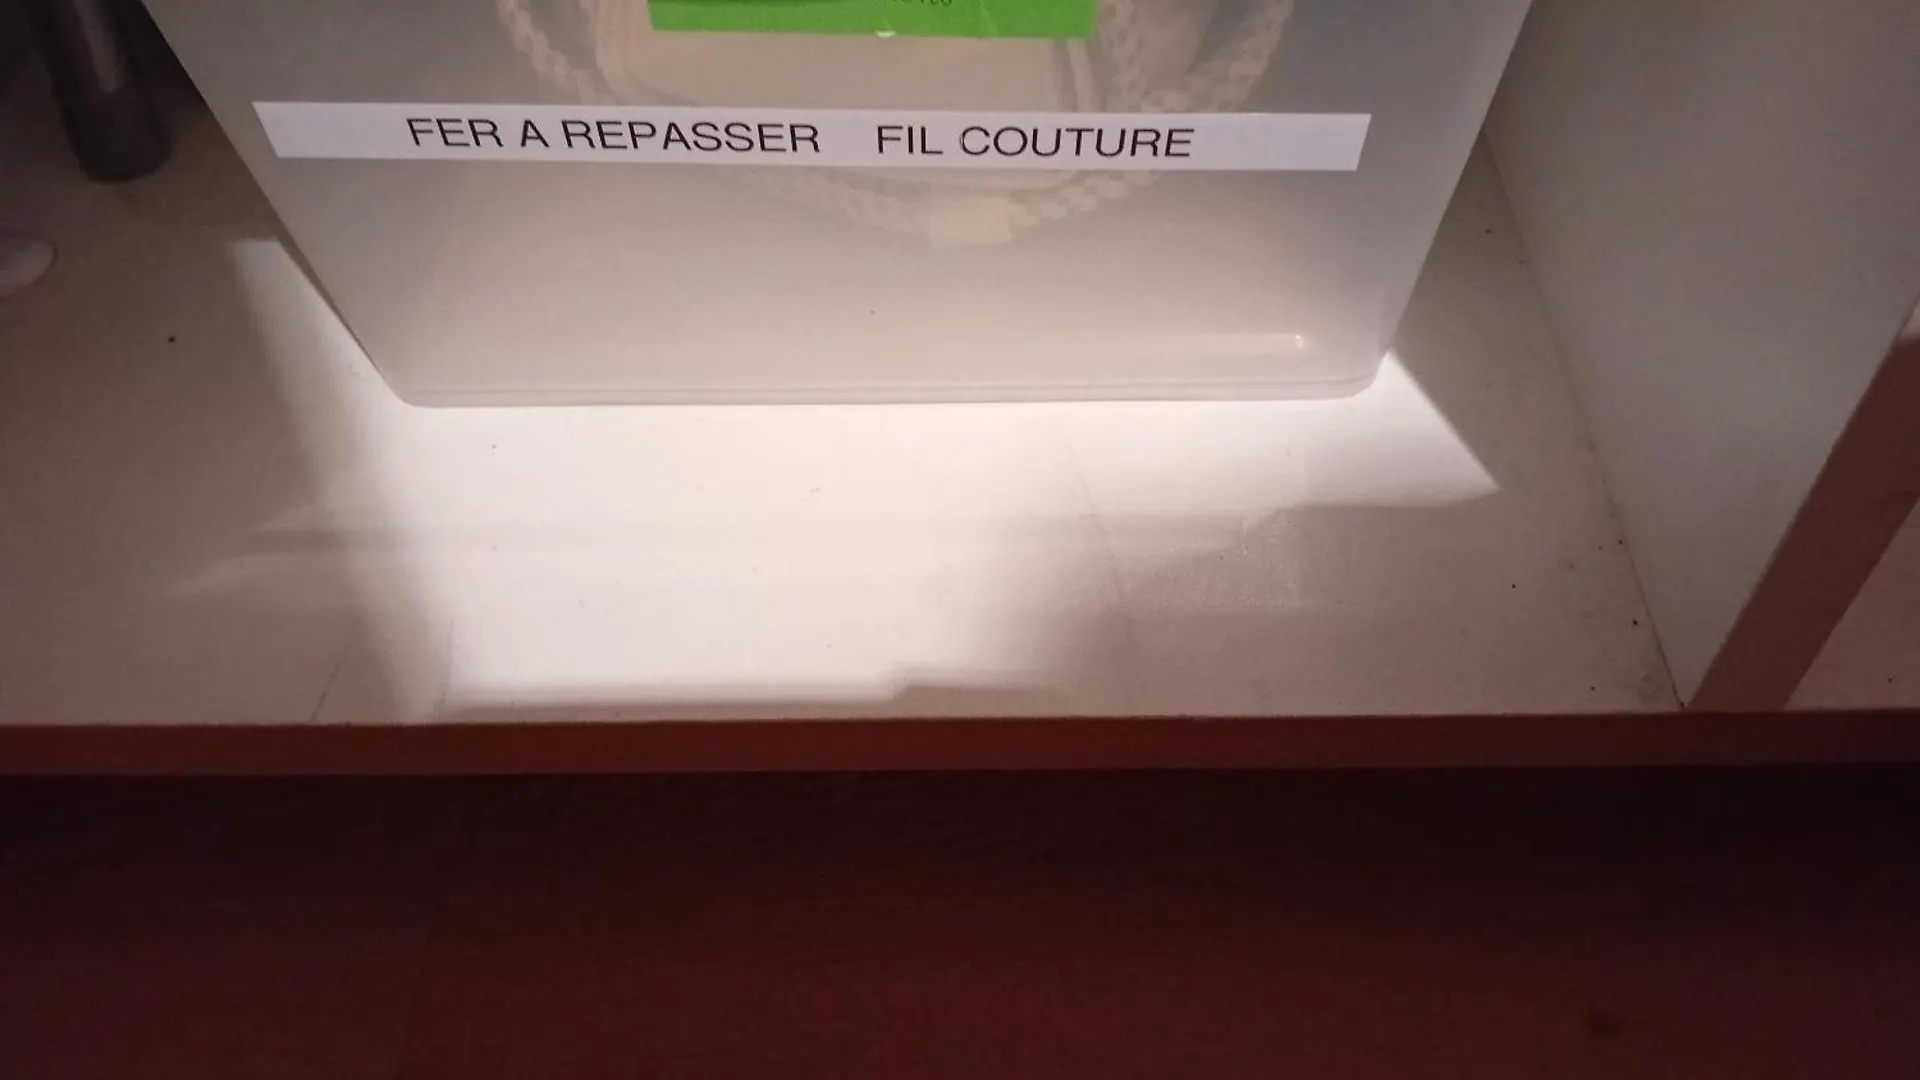 FER A REPASSER FIL COUTURE